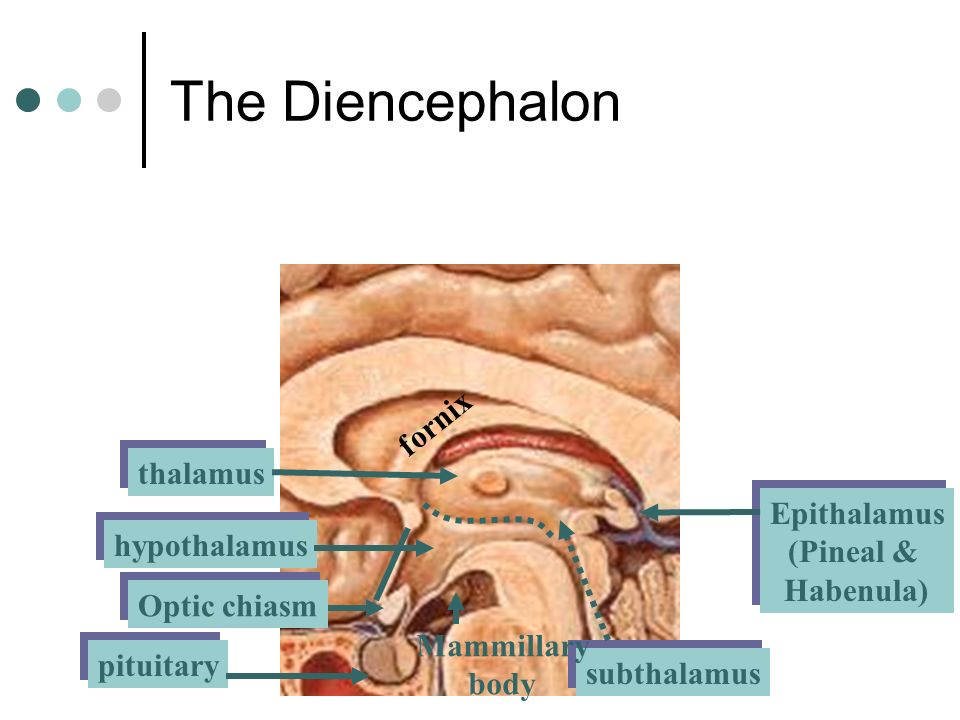 The Diencephalon
fornix
thalamus
hypothalamus
Optic chiasm
pituitary
Mammillary
body
subthalamus
Epithalamus
(Pineal &
Habenula)